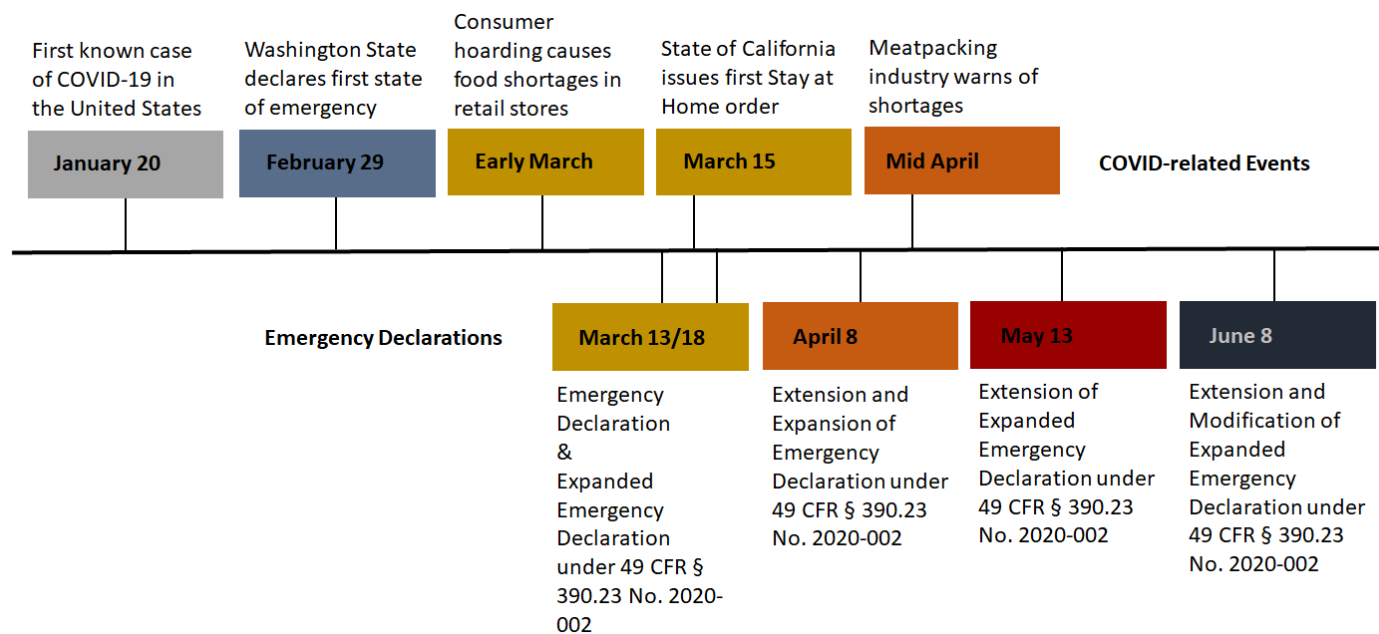 First known case
of COVID-19 in
the United States
January 20
Washington State
declares first state
of emergency
February 29
Consumer
hoarding causes
food shortages in
retail stores
Early March
State of California
issues first Stay at
Home order
March 15
Meatpacking
industry warns of
shortages
Mid April
COVID-related Events
Emergency Declarations
March 13/18
Emergency
Declaration
&
Expanded
Emergency
Declaration
under 49 CFR §
390.23 No. 2020-
002
April 8
Extension and
Expansion of
Emergency
Declaration under
49 CFR § 390.23
No. 2020-002
May 13
Extension of
Expanded
Emergency
Declaration under
49 CFR § 390.23
No. 2020-002
June 8
Extension and
Modification of
Expanded
Emergency
Declaration under
49 CFR § 390.23
No. 2020-002